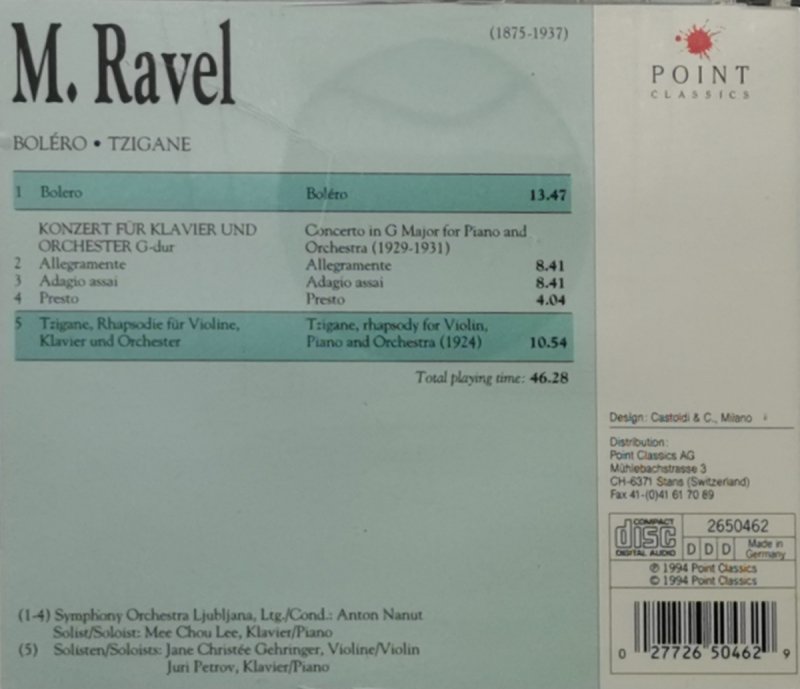 M. Ravel
(1875-1937)
BOLÉRO • TZIGANE
1 Bolero Boléro 13.47
KONZERT FÜR KLAVIER UND Concerto in G Major for Piano and
ORCHESTER G-dur Orchestra (1929-1931)
2 Allegramente Allegramente 8.41
3 Adagio assai Adagio assai 8.41
4 Presto Presto 4.04
5 Tzigane, Rhapsodie für Violine, Tzigane, rhapsody for Violin,
Klavier und Orchester Piano and Orchestra (1924) 10.54
Total playing time: 46.28
(1-4) Symphony Orchestra Ljubljana, Ltg./Cond.: Anton Nanut
Solist/Soloist: Mee Chou Lee, Klavier/Piano
(5) Solisten/Soloists: Jane Christée Gehringer, Violine/Violin
Juri Petrov, Klavier/Piano
POINT
CLASSICS
Design: Castoldi & C., Milano
Distribution:
Point Classics AG
Mühlebachstrasse 3
CH-6371 Stans (Switzerland)
Fax 41-(0)41 61 70 89
COMPACT
disc
DIGITAL AUDIO
2650462
D D D
Made in
Germany
℗ 1994 Point Classics
© 1994 Point Classics
0 27726 50462 9